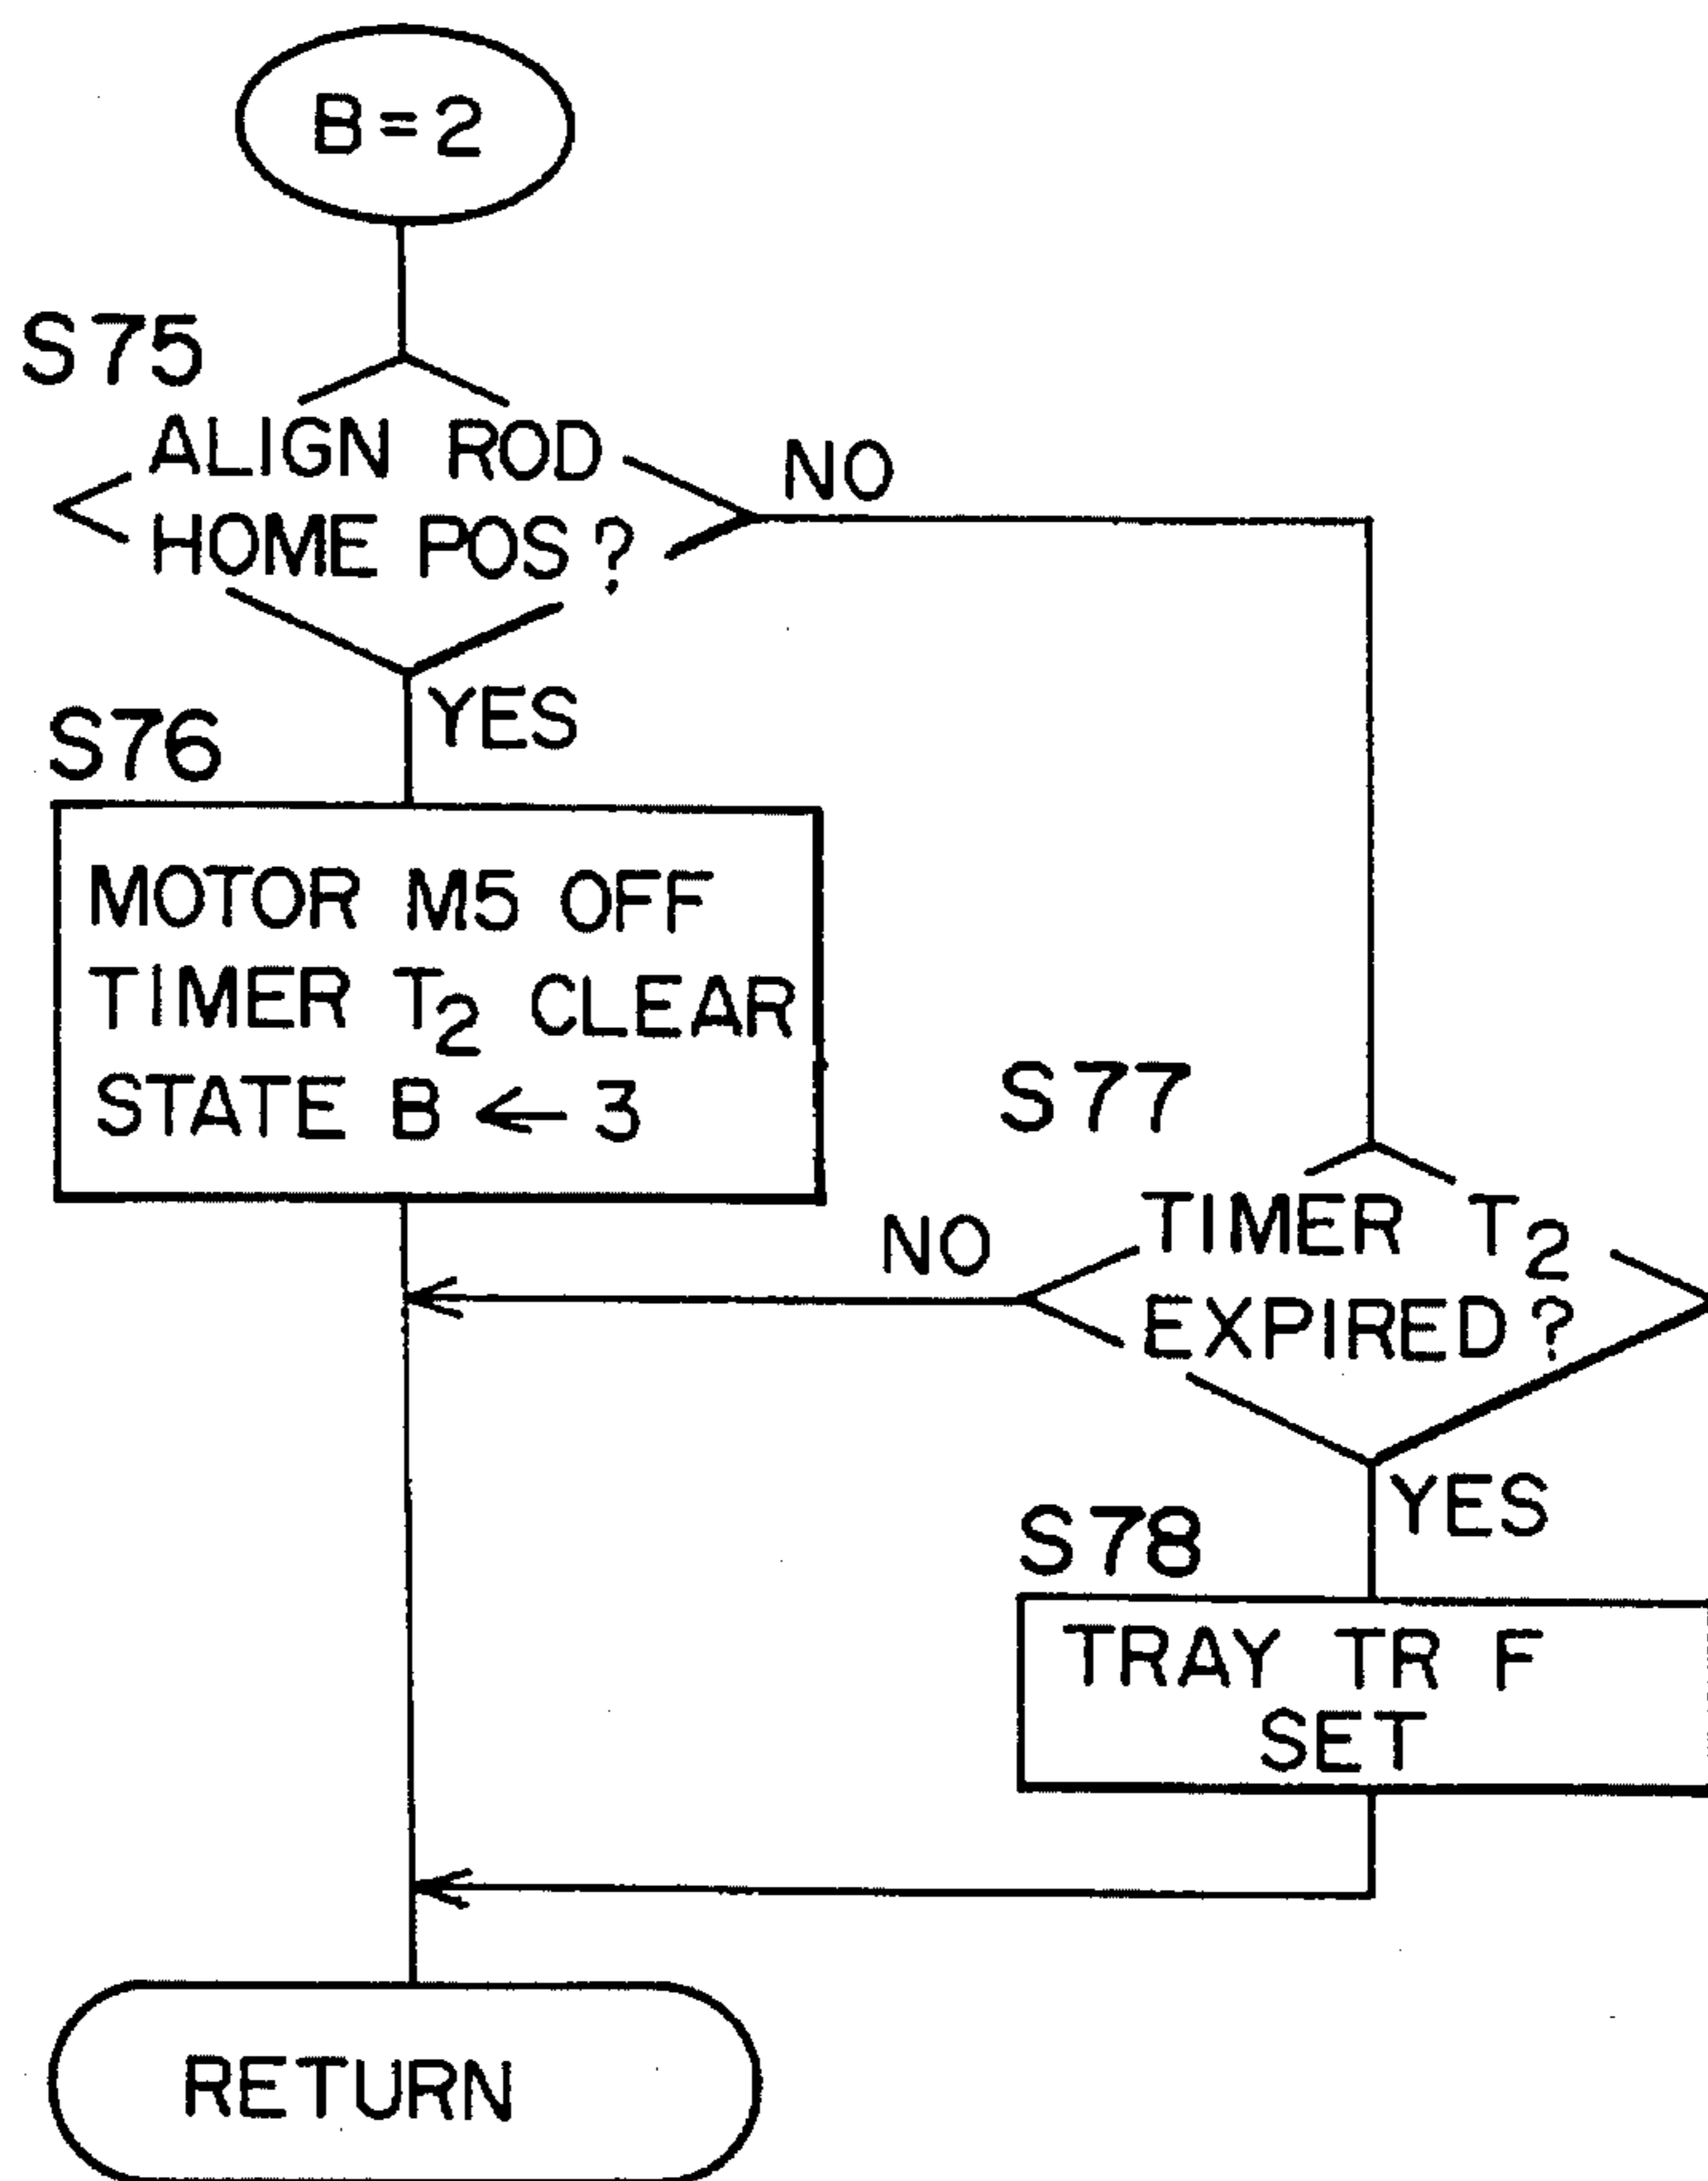 B=2
S75
ALIGN ROD
HOME POS?
NO
YES
S76
MOTOR M5 OFF
TIMER T2 CLEAR
STATE B ← 3
S77
TIMER T2
EXPIRED?
NO
YES
S78
TRAY TR F
SET
RETURN